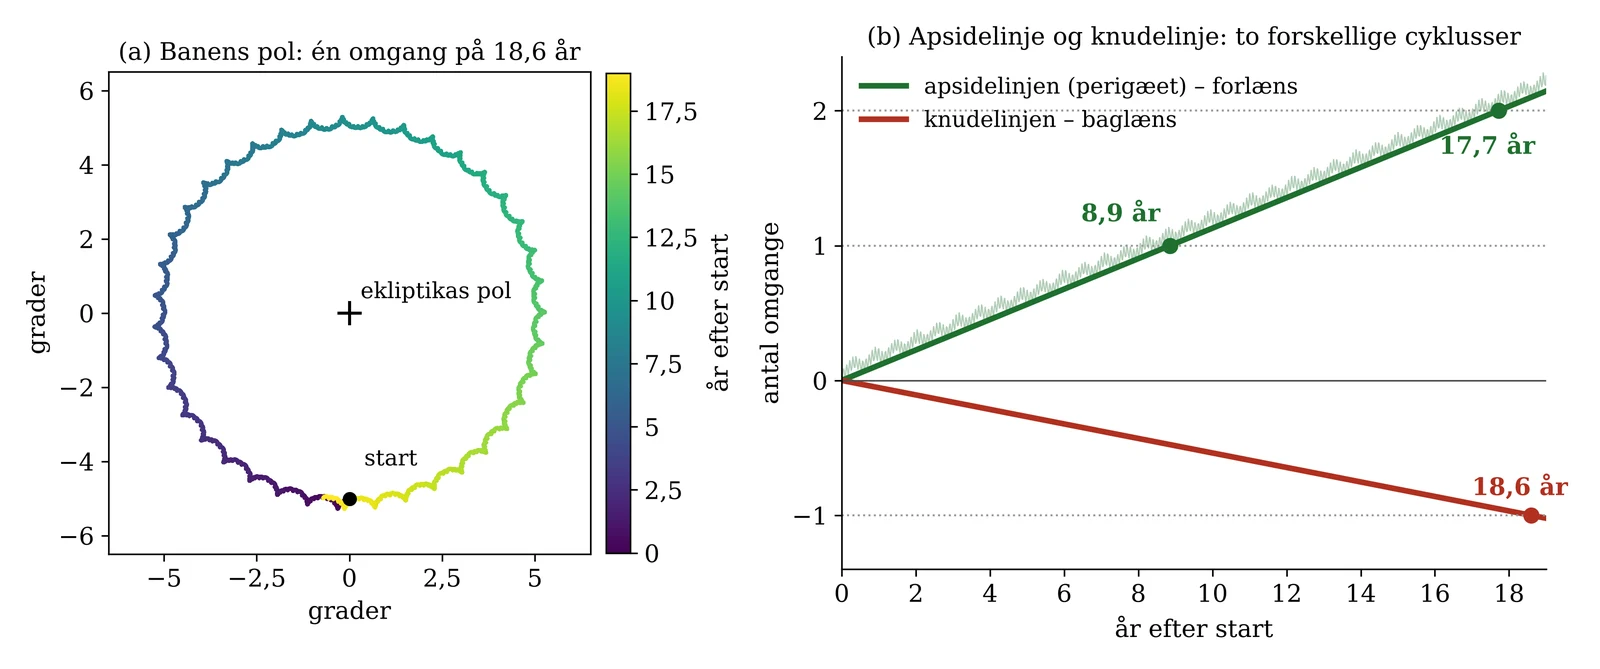 (a) Banens pol: én omgang på 18,6 år
6
4
2
0
−2
−4
−6
grader
ekliptikas pol
start
−5
−2,5
0
2,5
5
grader
17,5
15
12,5
10
7,5
5
2,5
0
år efter start
(b) Apsidelinje og knudelinje: to forskellige cyklusser
apsidelinjen (perigæet) – forlæns
knudelinjen – baglæns
2
1
0
−1
antal omgange
17,7 år
8,9 år
18,6 år
0
2
4
6
8
10
12
14
16
18
år efter start